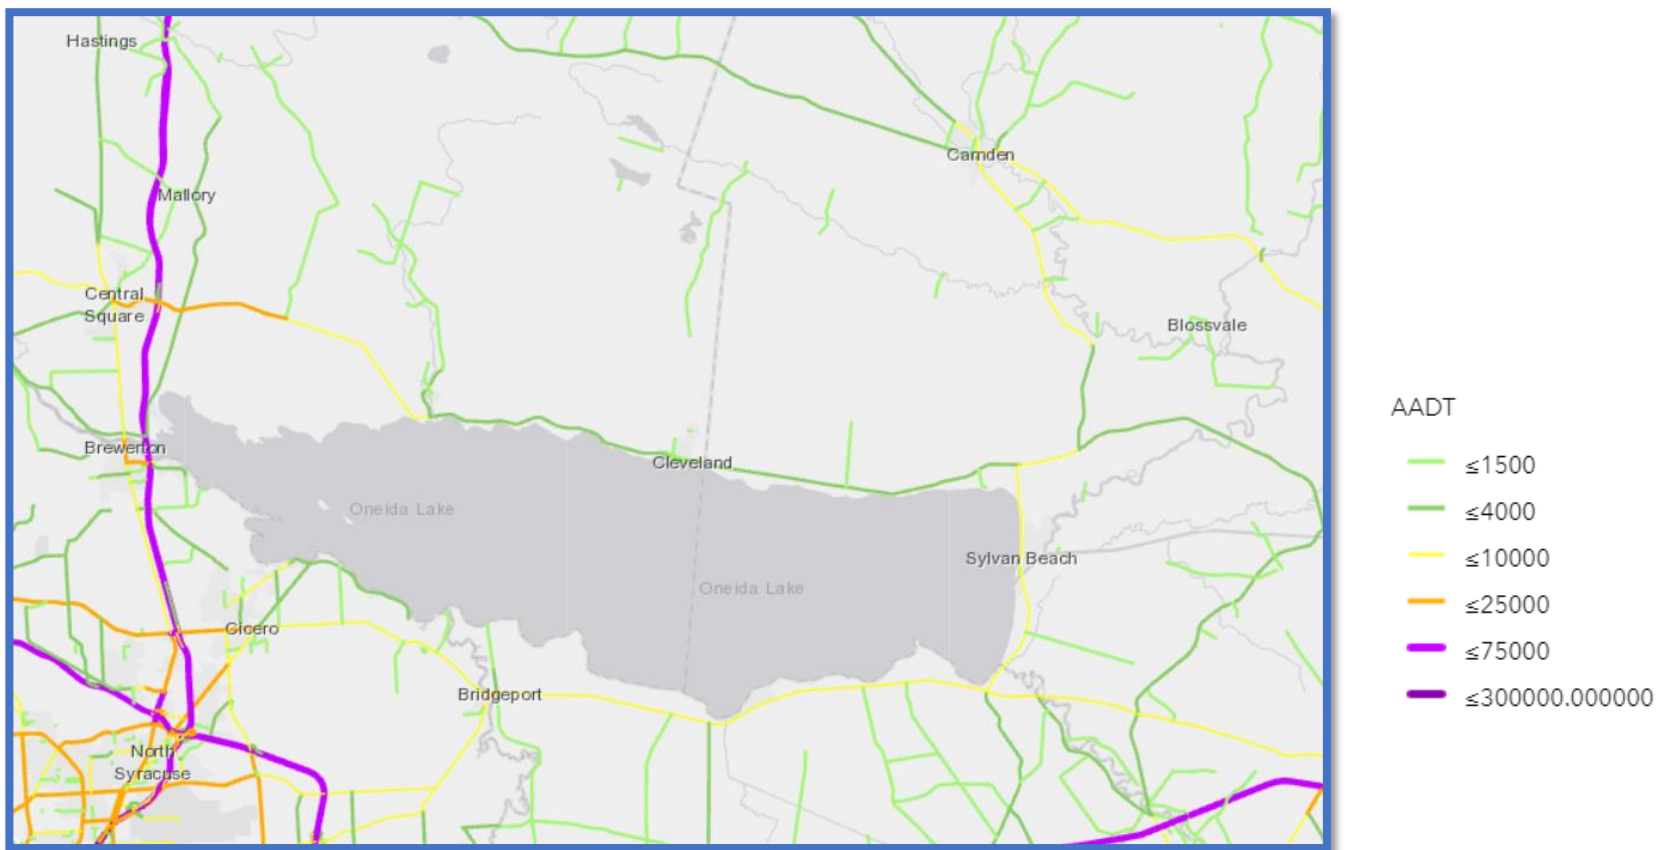 Hastings
Camden
Mallory
Central
Square
Blossvale
Brewerton
Cleveland
Oneida Lake
Sylvan Beach
Oneida Lake
Cicero
Bridgeport
North
Syracuse
AADT
≤1500
≤4000
≤10000
≤25000
≤75000
≤300000.000000